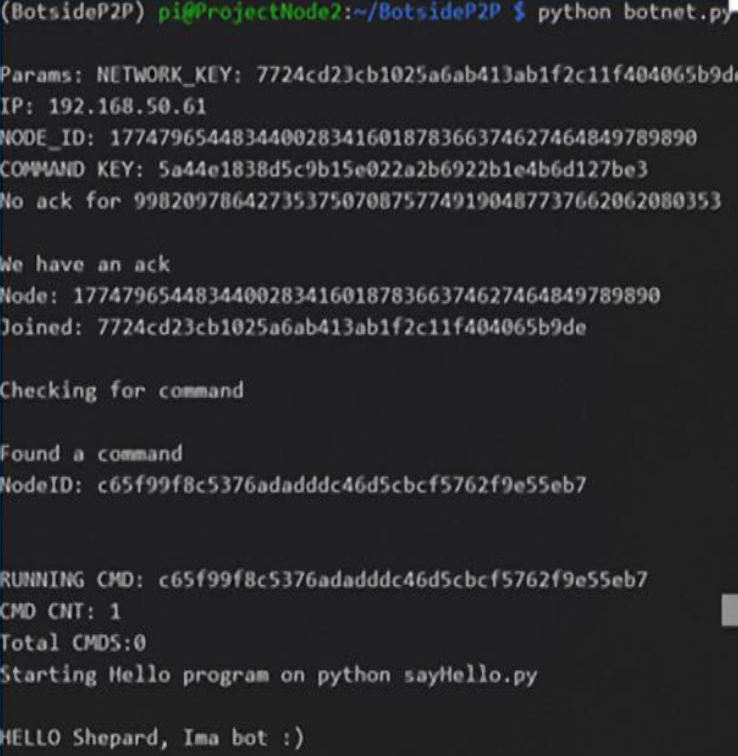 (BotsideP2P) pi@ProjectNode2:~/BotsideP2P $ python botnet.py
Params: NETWORK_KEY: 7724cd23cb1025a6ab413ab1f2c11f404065b9de
IP: 192.168.50.61
NODE_ID: 177479654483440028341601878366374627464849789890
COMMAND KEY: 5a44e1838d5c9b15e022a2b6922b1e4b6d127be3
No ack for 998209786427353750708757749190487737662062080353
We have an ack
Node: 177479654483440028341601878366374627464849789890
Joined: 7724cd23cb1025a6ab413ab1f2c11f404065b9de
Checking for command
Found a command
NodeID: c65f99f8c5376adadddc46d5cbcf5762f9e55eb7
RUNNING CMD: c65f99f8c5376adadddc46d5cbcf5762f9e55eb7
CMD CNT: 1
Total CMDS:0
Starting Hello program on python sayHello.py
HELLO Shepard, Ima bot :)